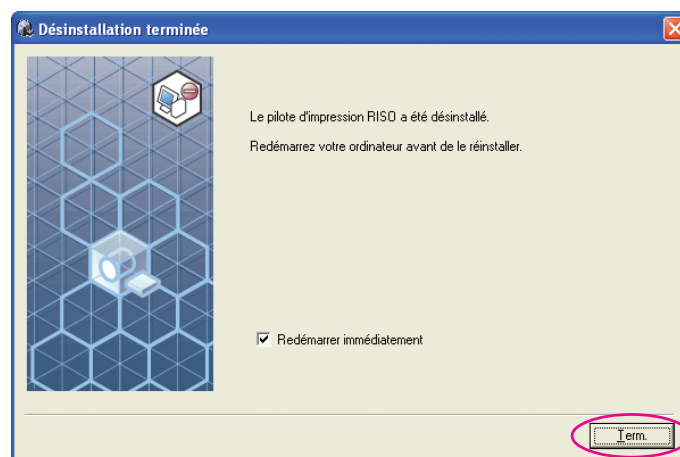 Désinstallation terminée
Le pilote d'impression RISO a été désinstallé.
Redémarrez votre ordinateur avant de le réinstaller.
Redémarrer immédiatement
Term.